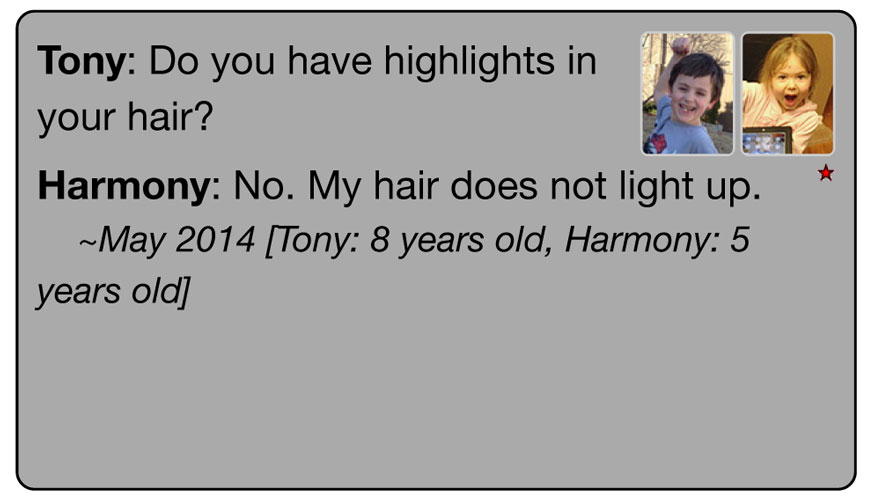 Tony: Do you have highlights in
your hair?
Harmony: No. My hair does not light up.
~May 2014 [Tony: 8 years old, Harmony: 5
years old]